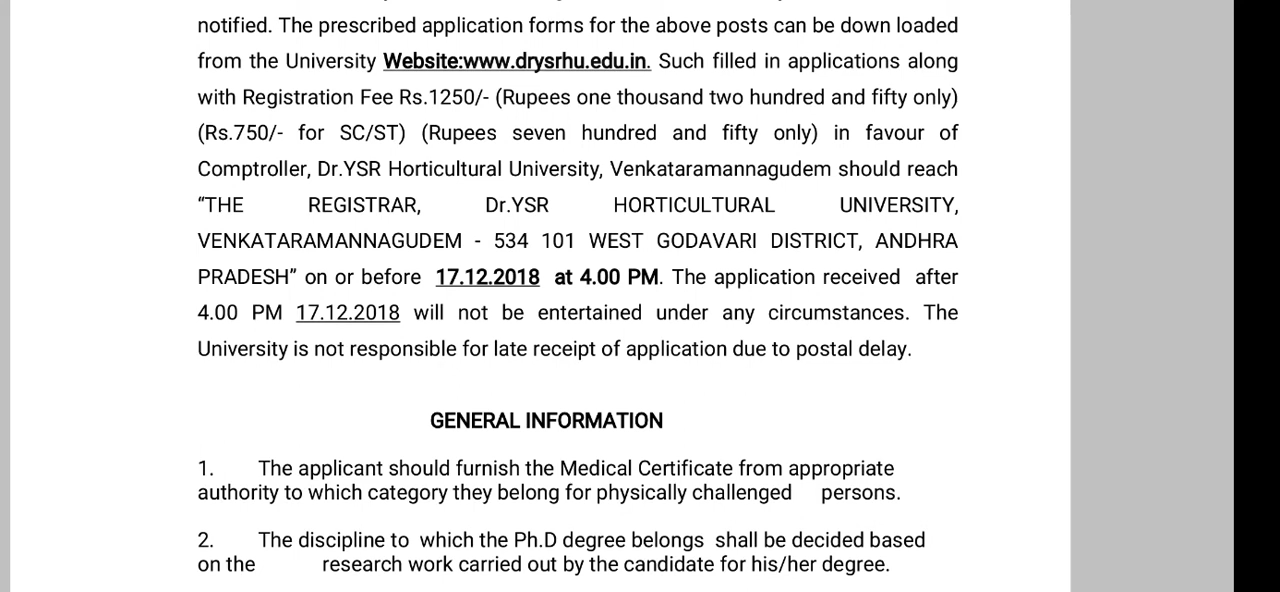 notified. The prescribed application forms for the above posts can be down loaded
from the University Website:www.drysrhu.edu.in. Such filled in applications along
with Registration Fee Rs.1250/- (Rupees one thousand two hundred and fifty only)
(Rs.750/- for SC/ST) (Rupees seven hundred and fifty only) in favour of
Comptroller, Dr.YSR Horticultural University, Venkataramannagudem should reach
“THE REGISTRAR, Dr.YSR HORTICULTURAL UNIVERSITY,
VENKATARAMANNAGUDEM - 534 101 WEST GODAVARI DISTRICT, ANDHRA
PRADESH” on or before 17.12.2018 at 4.00 PM. The application received after
4.00 PM 17.12.2018 will not be entertained under any circumstances. The
University is not responsible for late receipt of application due to postal delay.
GENERAL INFORMATION
1. The applicant should furnish the Medical Certificate from appropriate
authority to which category they belong for physically challenged persons.
2. The discipline to which the Ph.D degree belongs shall be decided based
on the research work carried out by the candidate for his/her degree.